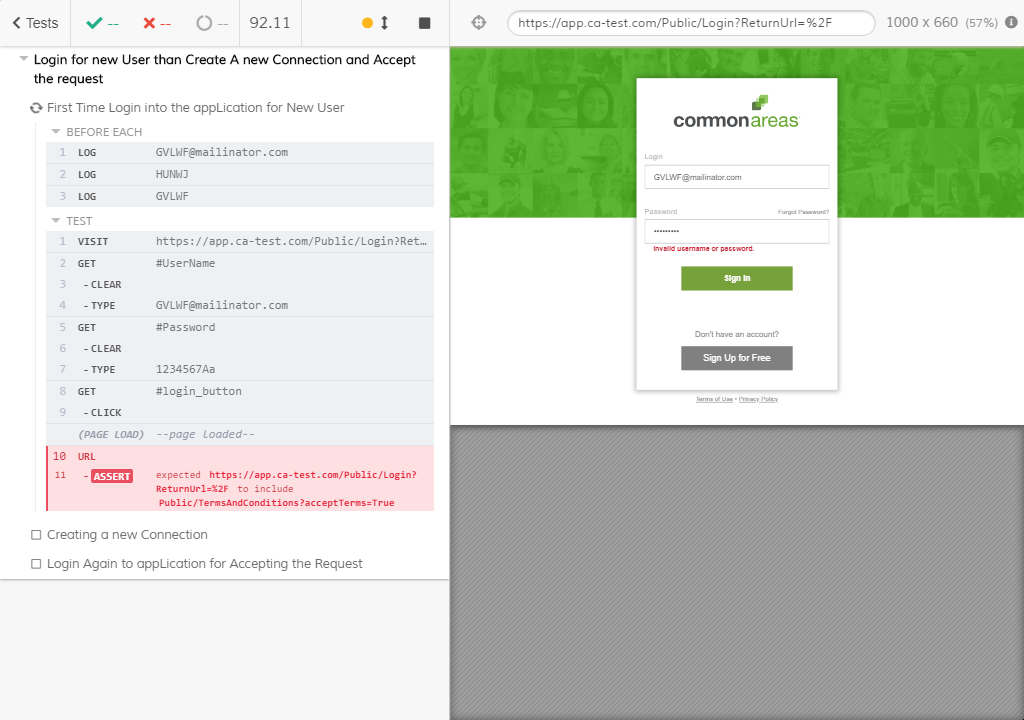 Tests
--
--
--
92.11
https://app.ca-test.com/Public/Login?ReturnUrl=%2F
1000 x 660 (57%)
Login for new User than Create A new Connection and Accept
the request
First Time Login into the appLication for New User
BEFORE EACH
1 LOG GVLWF@mailinator.com
2 LOG HUNWJ
3 LOG GVLWF
TEST
1 VISIT https://app.ca-test.com/Public/Login?Ret...
2 GET #UserName
3 -CLEAR
4 -TYPE GVLWF@mailinator.com
5 GET #Password
6 -CLEAR
7 -TYPE 1234567Aa
8 GET #login_button
9 -CLICK
(PAGE LOAD) --page loaded--
10 URL
11 -ASSERT expected https://app.ca-test.com/Public/Login?
ReturnUrl=%2F to include
Public/TermsAndConditions?acceptTerms=True
Creating a new Connection
Login Again to appLication for Accepting the Request
commonareas
Login
GVLWF@mailinator.com
Password Forgot Password?
•••••••••
Invalid username or password.
Sign In
Don't have an account?
Sign Up for Free
Terms of Use • Privacy Policy